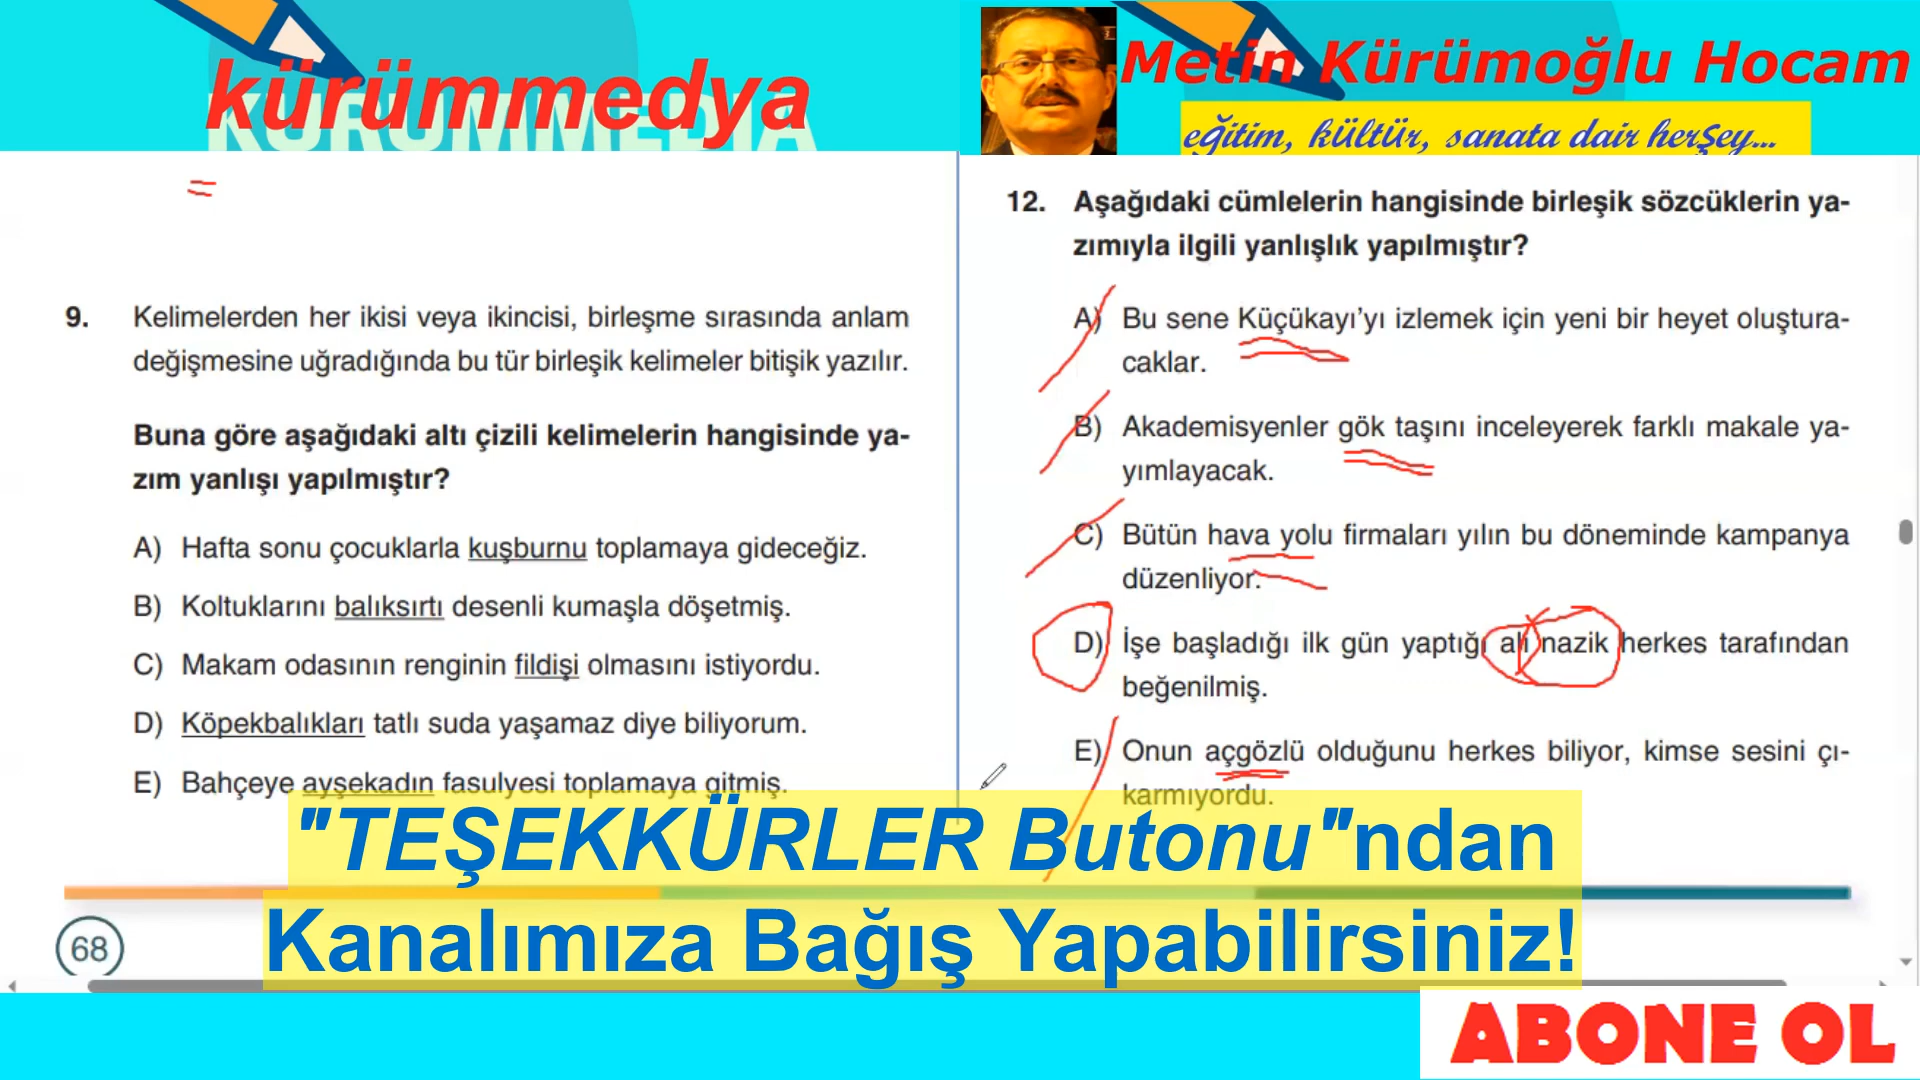 kürümmedya
KÜRÜMMEDIA
Metin Kürümoğlu Hocam
eğitim, kültür, sanata dair herşey...
9. Kelimelerden her ikisi veya ikincisi, birleşme sırasında anlam
değişmesine uğradığında bu tür birleşik kelimeler bitişik yazılır.
Buna göre aşağıdaki altı çizili kelimelerin hangisinde ya-
zım yanlışı yapılmıştır?
A) Hafta sonu çocuklarla kuşburnu toplamaya gideceğiz.
B) Koltuklarını balıksırtı desenli kumaşla döşetmiş.
C) Makam odasının renginin fildişi olmasını istiyordu.
D) Köpekbalıkları tatlı suda yaşamaz diye biliyorum.
E) Bahçeye ayşekadın fasulyesi toplamaya gitmiş.
68
12. Aşağıdaki cümlelerin hangisinde birleşik sözcüklerin ya-
zımıyla ilgili yanlışlık yapılmıştır?
A) Bu sene Küçükayı'yı izlemek için yeni bir heyet oluştura-
caklar.
B) Akademisyenler gök taşını inceleyerek farklı makale ya-
yımlayacak.
C) Bütün hava yolu firmaları yılın bu döneminde kampanya
düzenliyor.
D) İşe başladığı ilk gün yaptığı ali nazik herkes tarafından
beğenilmiş.
E) Onun açgözlü olduğunu herkes biliyor, kimse sesini çı-
karmıyordu.
"TEŞEKKÜRLER Butonu"ndan
Kanalımıza Bağış Yapabilirsiniz!
ABONE OL